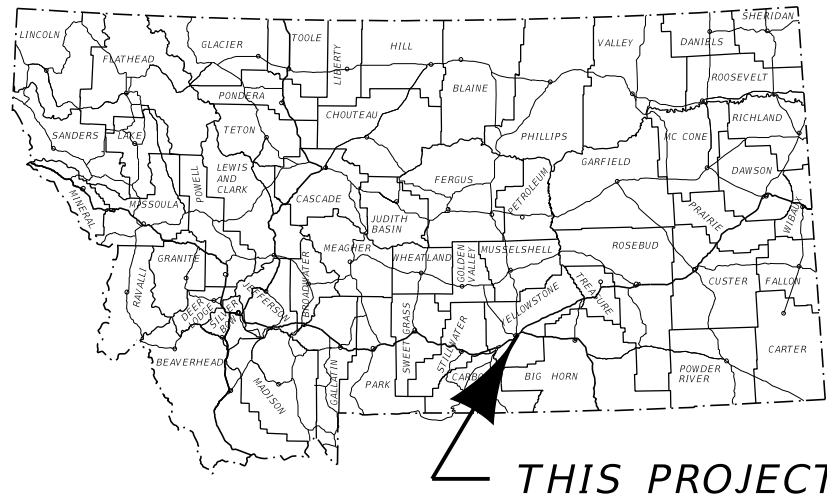 LINCOLN
FLATHEAD
GLACIER
TOOLE
LIBERTY
HILL
BLAINE
VALLEY
DANIELS
SHERIDAN
ROOSEVELT
PONDERA
CHOUTEAU
TETON
PHILLIPS
MC CONE
RICHLAND
SANDERS
LAKE
LEWIS
AND
CLARK
POWELL
CASCADE
FERGUS
PETROLEUM
GARFIELD
DAWSON
MINERAL
MISSOULA
JUDITH
BASIN
PRAIRIE
WIBAUX
GRANITE
MEAGHER
WHEATLAND
GOLDEN
VALLEY
MUSSELSHELL
ROSEBUD
RAVALLI
DEER
LODGE
SILVER
BOW
JEFFERSON
BROADWATER
SWEET GRASS
STILLWATER
YELLOWSTONE
TREASURE
CUSTER
FALLON
BEAVERHEAD
MADISON
GALLATIN
PARK
CARBO
BIG HORN
POWDER
RIVER
CARTER
THIS PROJECT